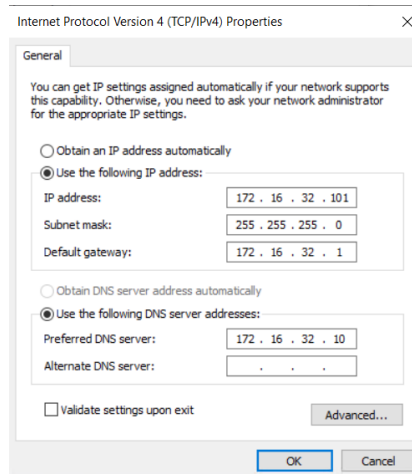 Internet Protocol Version 4 (TCP/IPv4) Properties
General
You can get IP settings assigned automatically if your network supports
this capability. Otherwise, you need to ask your network administrator
for the appropriate IP settings.
Obtain an IP address automatically
Use the following IP address:
IP address: 172 . 16 . 32 . 101
Subnet mask: 255 . 255 . 255 . 0
Default gateway: 172 . 16 . 32 . 1
Obtain DNS server address automatically
Use the following DNS server addresses:
Preferred DNS server: 172 . 16 . 32 . 10
Alternate DNS server: . . .
Validate settings upon exit
Advanced...
OK Cancel